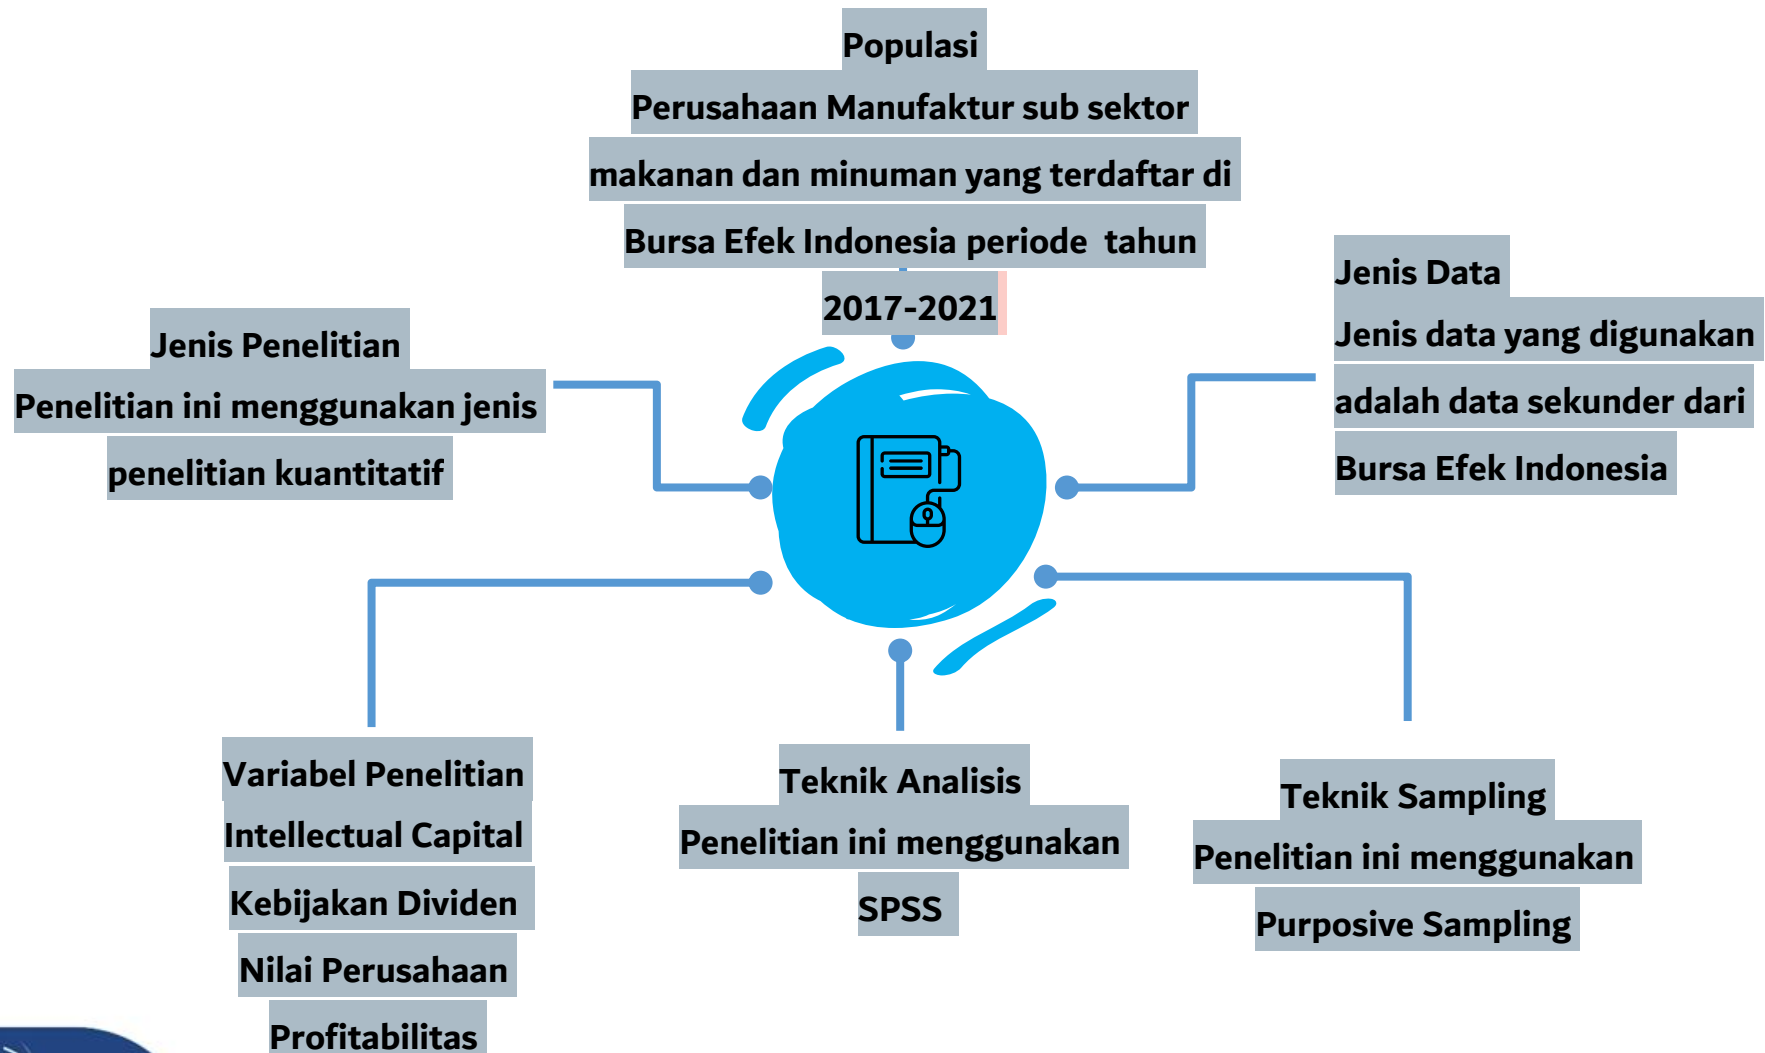 Populasi
Perusahaan Manufaktur sub sektor
makanan dan minuman yang terdaftar di
Bursa Efek Indonesia periode tahun
2017-2021
Jenis Penelitian
Penelitian ini menggunakan jenis
penelitian kuantitatif
Jenis Data
Jenis data yang digunakan
adalah data sekunder dari
Bursa Efek Indonesia
Variabel Penelitian
Intellectual Capital
Kebijakan Dividen
Nilai Perusahaan
Profitabilitas
Teknik Analisis
Penelitian ini menggunakan
SPSS
Teknik Sampling
Penelitian ini menggunakan
Purposive Sampling